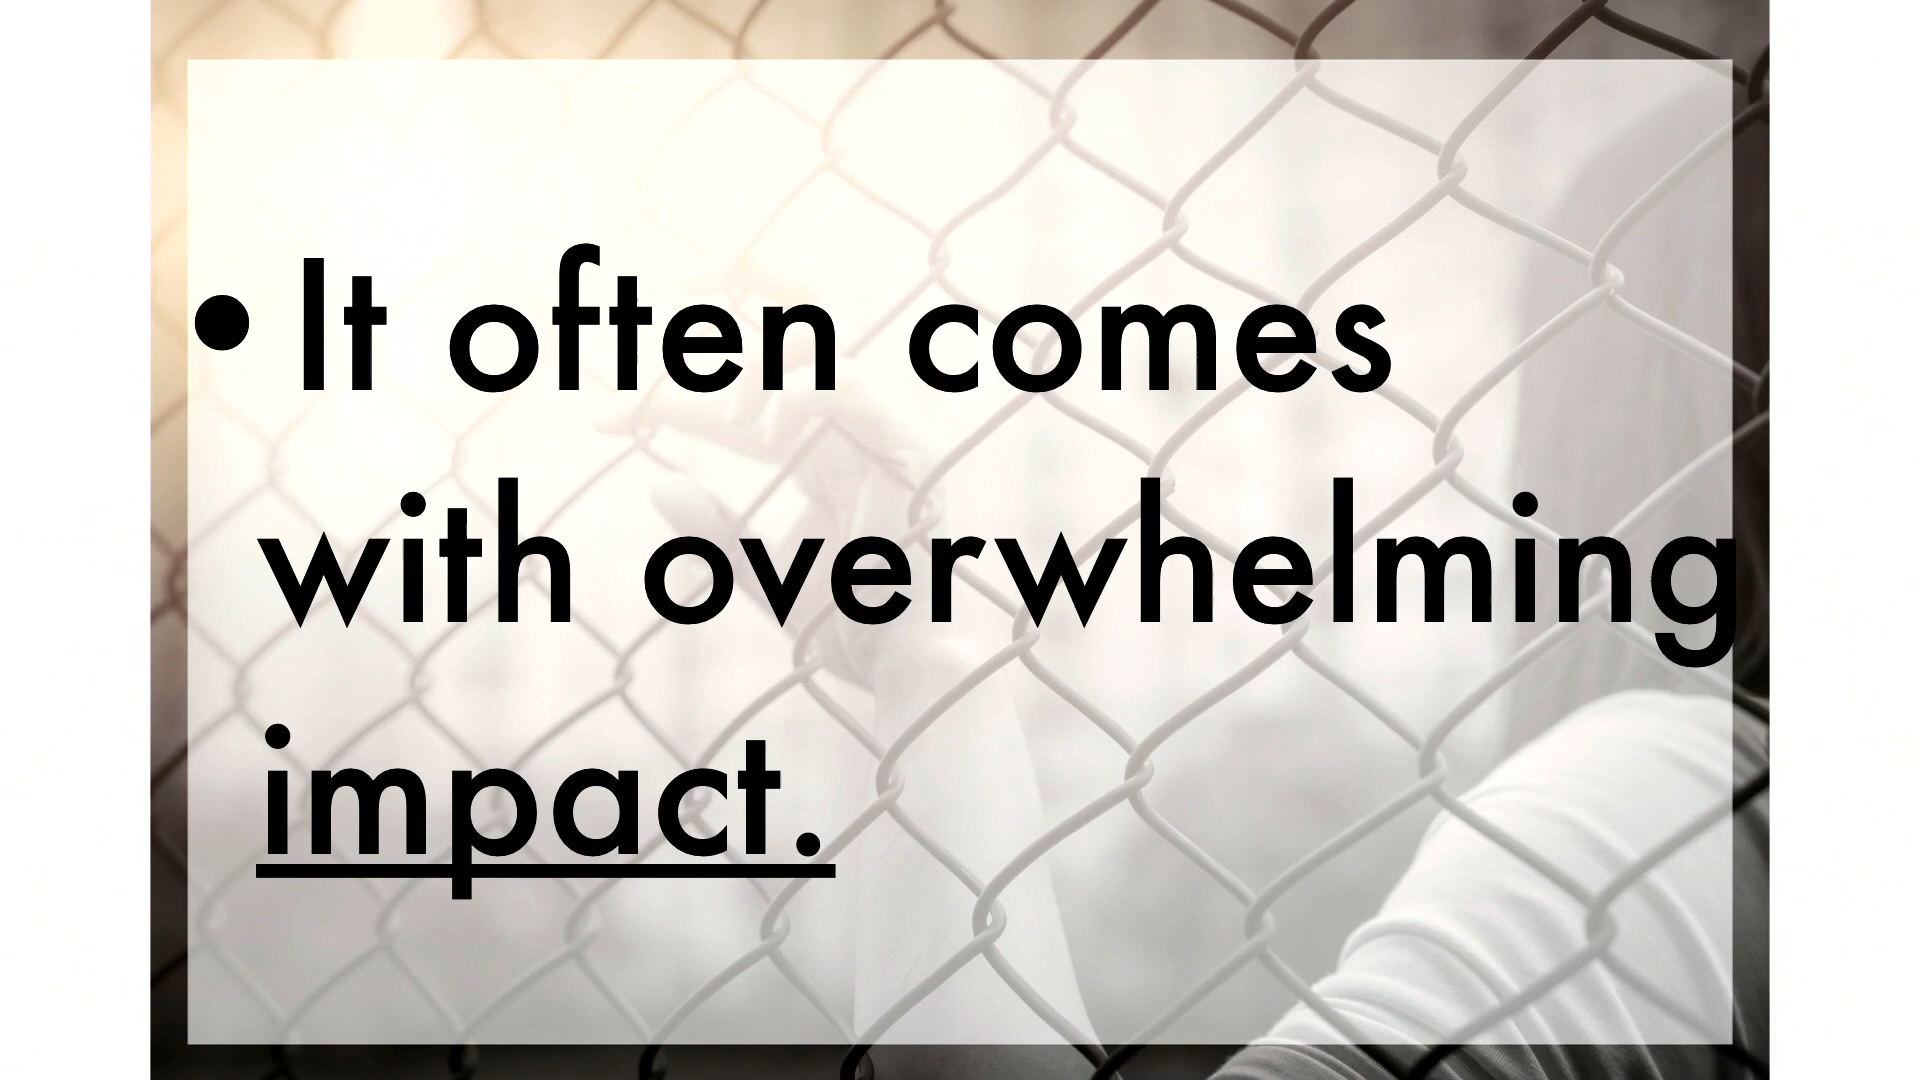 • It often comes
with overwhelming
impact.